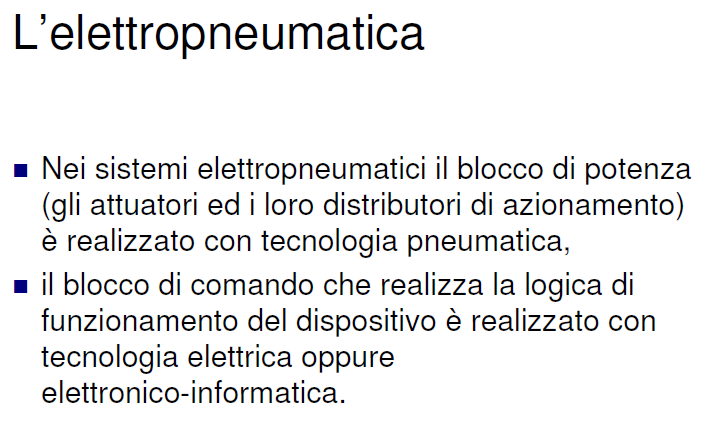 L'elettropneumatica
Nei sistemi elettropneumatici il blocco di potenza
(gli attuatori ed i loro distributori di azionamento)
è realizzato con tecnologia pneumatica,
il blocco di comando che realizza la logica di
funzionamento del dispositivo è realizzato con
tecnologia elettrica oppure
elettronico-informatica.